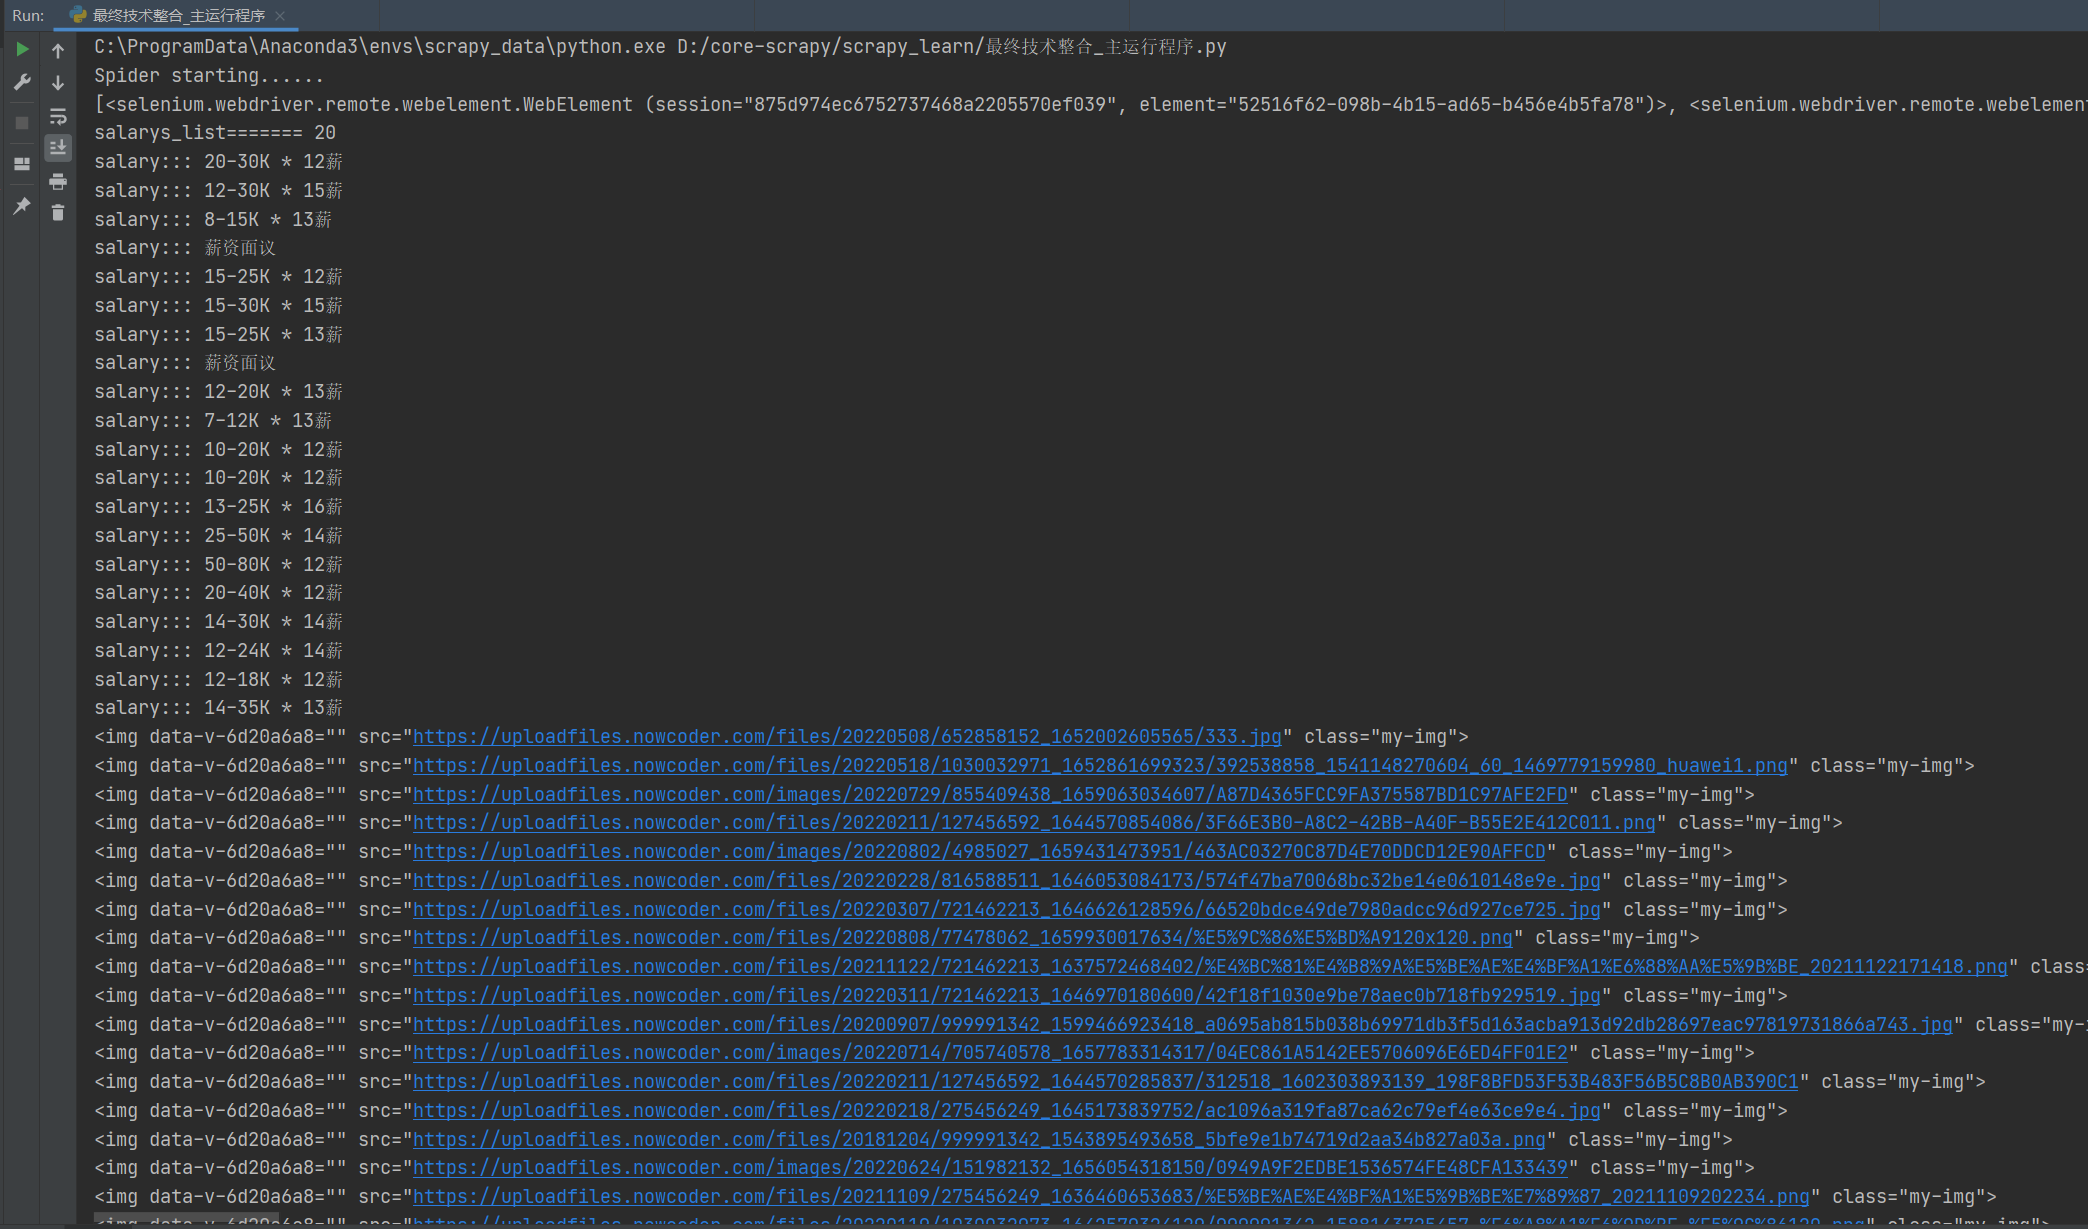 Run: 最终技术整合_主运行程序
C:\ProgramData\Anaconda3\envs\scrapy_data\python.exe D:/core-scrapy/scrapy_learn/最终技术整合_主运行程序.py
Spider starting......
[<selenium.webdriver.remote.webelement.WebElement (session="875d974ec6752737468a2205570ef039", element="52516f62-098b-4b15-ad65-b456e4b5fa78")>, <selenium.webdriver.remote.webelement
salarys_list======= 20
salary::: 20-30K * 12薪
salary::: 12-30K * 15薪
salary::: 8-15K * 13薪
salary::: 薪资面议
salary::: 15-25K * 12薪
salary::: 15-30K * 15薪
salary::: 15-25K * 13薪
salary::: 薪资面议
salary::: 12-20K * 13薪
salary::: 7-12K * 13薪
salary::: 10-20K * 12薪
salary::: 10-20K * 12薪
salary::: 13-25K * 16薪
salary::: 25-50K * 14薪
salary::: 50-80K * 12薪
salary::: 20-40K * 12薪
salary::: 14-30K * 14薪
salary::: 12-24K * 14薪
salary::: 12-18K * 12薪
salary::: 14-35K * 13薪
<img data-v-6d20a6a8="" src="https://uploadfiles.nowcoder.com/files/20220508/652858152_1652002605565/333.jpg" class="my-img">
<img data-v-6d20a6a8="" src="https://uploadfiles.nowcoder.com/files/20220518/1030032971_1652861699323/392538858_1541148270604_60_1469779159980_huawei1.png" class="my-img">
<img data-v-6d20a6a8="" src="https://uploadfiles.nowcoder.com/images/20220729/855409438_1659063034607/A87D4365FCC9FA375587BD1C97AFE2FD" class="my-img">
<img data-v-6d20a6a8="" src="https://uploadfiles.nowcoder.com/files/20220211/127456592_1644570854086/3F66E3B0-A8C2-42BB-A40F-B55E2E412C011.png" class="my-img">
<img data-v-6d20a6a8="" src="https://uploadfiles.nowcoder.com/images/20220802/4985027_1659431473951/463AC03270C87D4E70DDCD12E90AFFCD" class="my-img">
<img data-v-6d20a6a8="" src="https://uploadfiles.nowcoder.com/files/20220228/816588511_1646053084173/574f47ba70068bc32be14e0610148e9e.jpg" class="my-img">
<img data-v-6d20a6a8="" src="https://uploadfiles.nowcoder.com/files/20220307/721462213_1646626128596/66520bdce49de7980adcc96d927ce725.jpg" class="my-img">
<img data-v-6d20a6a8="" src="https://uploadfiles.nowcoder.com/files/20220808/77478062_1659930017634/%E5%9C%86%E5%BD%A9120x120.png" class="my-img">
<img data-v-6d20a6a8="" src="https://uploadfiles.nowcoder.com/files/20211122/721462213_1637572468402/%E4%BC%81%E4%B8%9A%E5%BE%AE%E4%BF%A1%E6%88%AA%E5%9B%BE_20211122171418.png" class=
<img data-v-6d20a6a8="" src="https://uploadfiles.nowcoder.com/files/20220311/721462213_1646970180600/42f18f1030e9be78aec0b718fb929519.jpg" class="my-img">
<img data-v-6d20a6a8="" src="https://uploadfiles.nowcoder.com/files/20200907/999991342_1599466923418_a0695ab815b038b69971db3f5d163acba913d92db28697eac97819731866a743.jpg" class="my-i
<img data-v-6d20a6a8="" src="https://uploadfiles.nowcoder.com/images/20220714/705740578_1657783314317/04EC861A5142EE5706096E6ED4FF01E2" class="my-img">
<img data-v-6d20a6a8="" src="https://uploadfiles.nowcoder.com/files/20220211/127456592_1644570285837/312518_1602303893139_198F8BFD53F53B483F56B5C8B0AB390C1" class="my-img">
<img data-v-6d20a6a8="" src="https://uploadfiles.nowcoder.com/files/20220218/275456249_1645173839752/ac1096a319fa87ca62c79ef4e63ce9e4.jpg" class="my-img">
<img data-v-6d20a6a8="" src="https://uploadfiles.nowcoder.com/files/20181204/999991342_1543895493658_5bfe9e1b74719d2aa34b827a03a.png" class="my-img">
<img data-v-6d20a6a8="" src="https://uploadfiles.nowcoder.com/images/20220624/151982132_1656054318150/0949A9F2EDBE1536574FE48CFA133439" class="my-img">
<img data-v-6d20a6a8="" src="https://uploadfiles.nowcoder.com/files/20211109/275456249_1636460653683/%E5%BE%AE%E4%BF%A1%E5%9B%BE%E7%89%87_20211109202234.png" class="my-img">